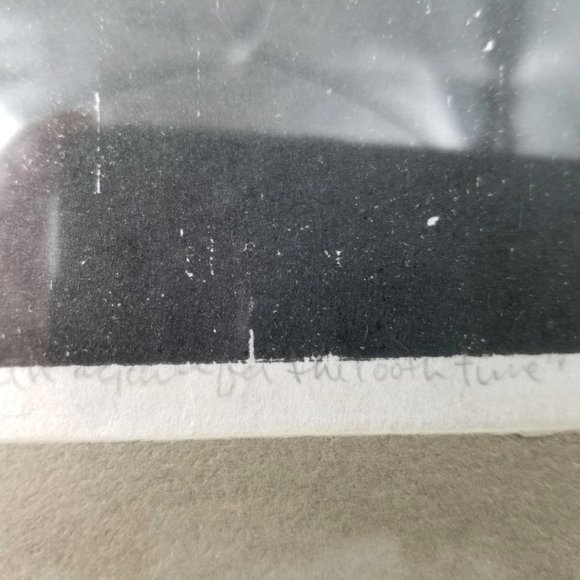 again for the 100th time"